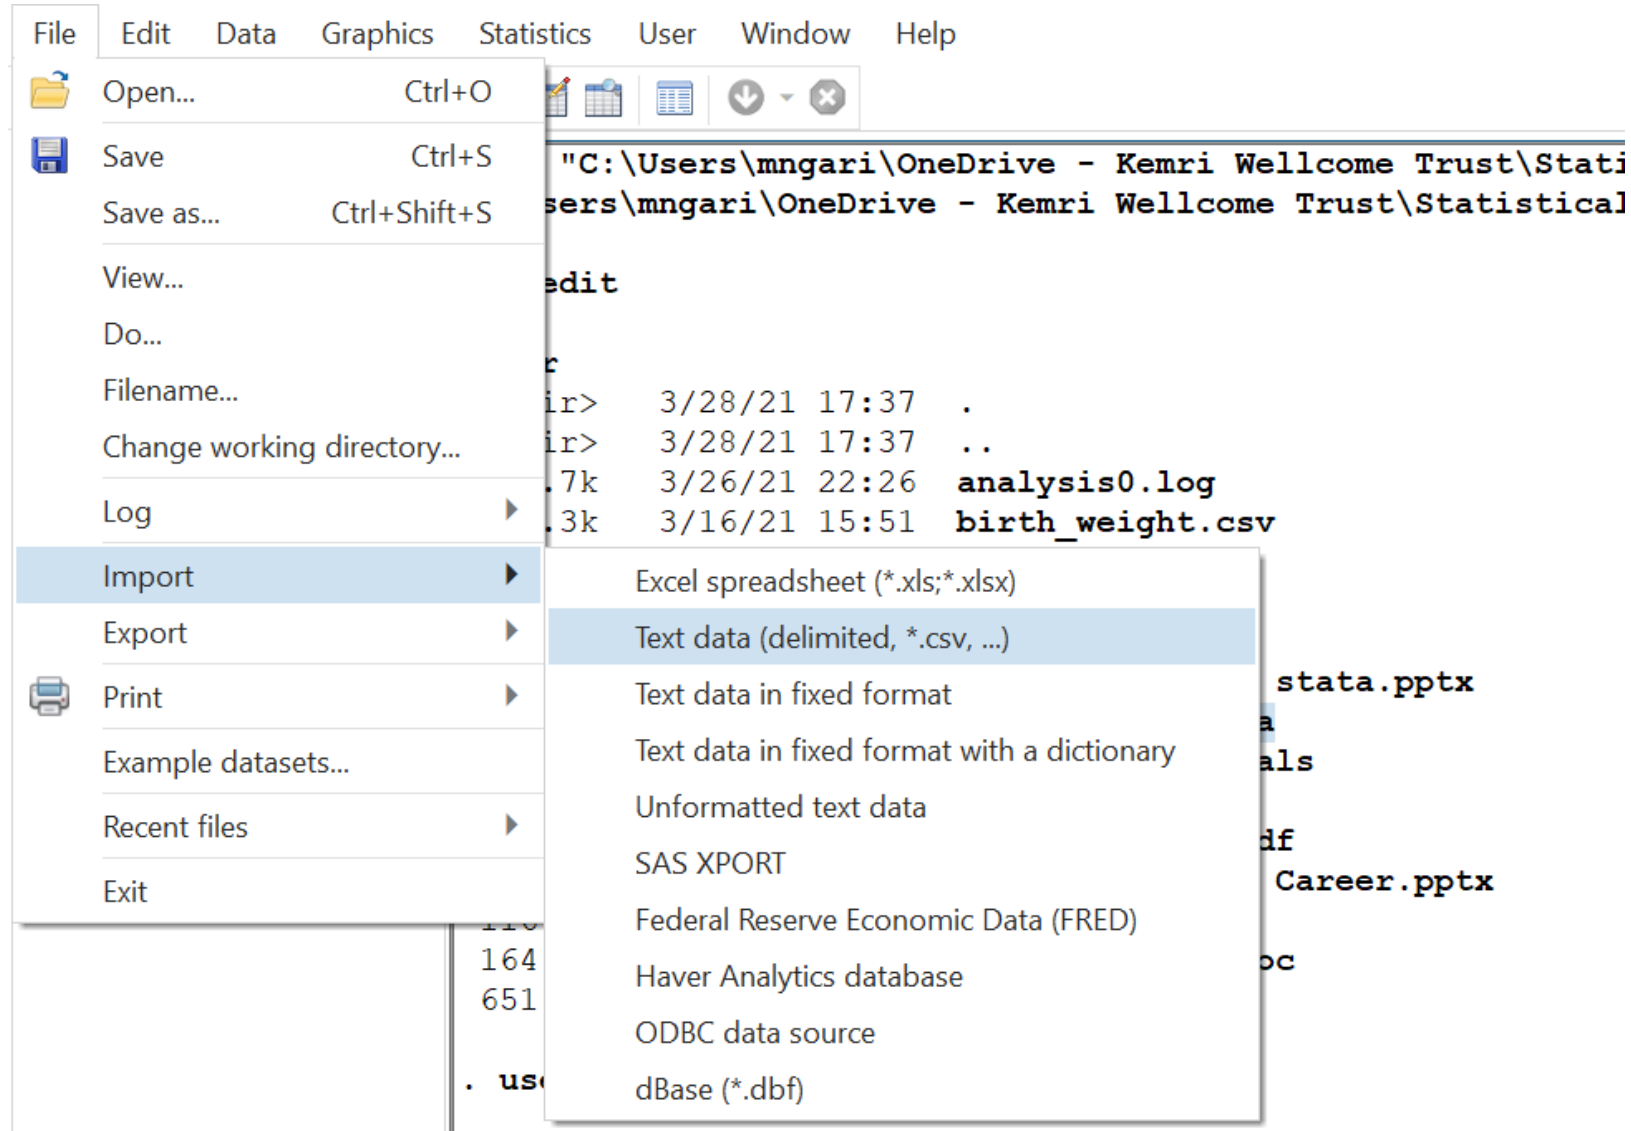 File Edit Data Graphics Statistics User Window Help
Open... Ctrl+O
Save Ctrl+S
Save as... Ctrl+Shift+S
View...
Do...
Filename...
Change working directory...
Log
Import
Export
Print
Example datasets...
Recent files
Exit
Excel spreadsheet (*.xls;*.xlsx)
Text data (delimited, *.csv, ...)
Text data in fixed format
Text data in fixed format with a dictionary
Unformatted text data
SAS XPORT
Federal Reserve Economic Data (FRED)
Haver Analytics database
ODBC data source
dBase (*.dbf)
"C:\Users\mngari\OneDrive - Kemri Wellcome Trust\Stati
sers\mngari\OneDrive - Kemri Wellcome Trust\Statistical
edit
r
ir> 3/28/21 17:37 .
ir> 3/28/21 17:37 ..
.7k 3/26/21 22:26 analysis0.log
.3k 3/16/21 15:51 birth_weight.csv
stata.pptx
a
als
df
Career.pptx
164 oc
651
. use